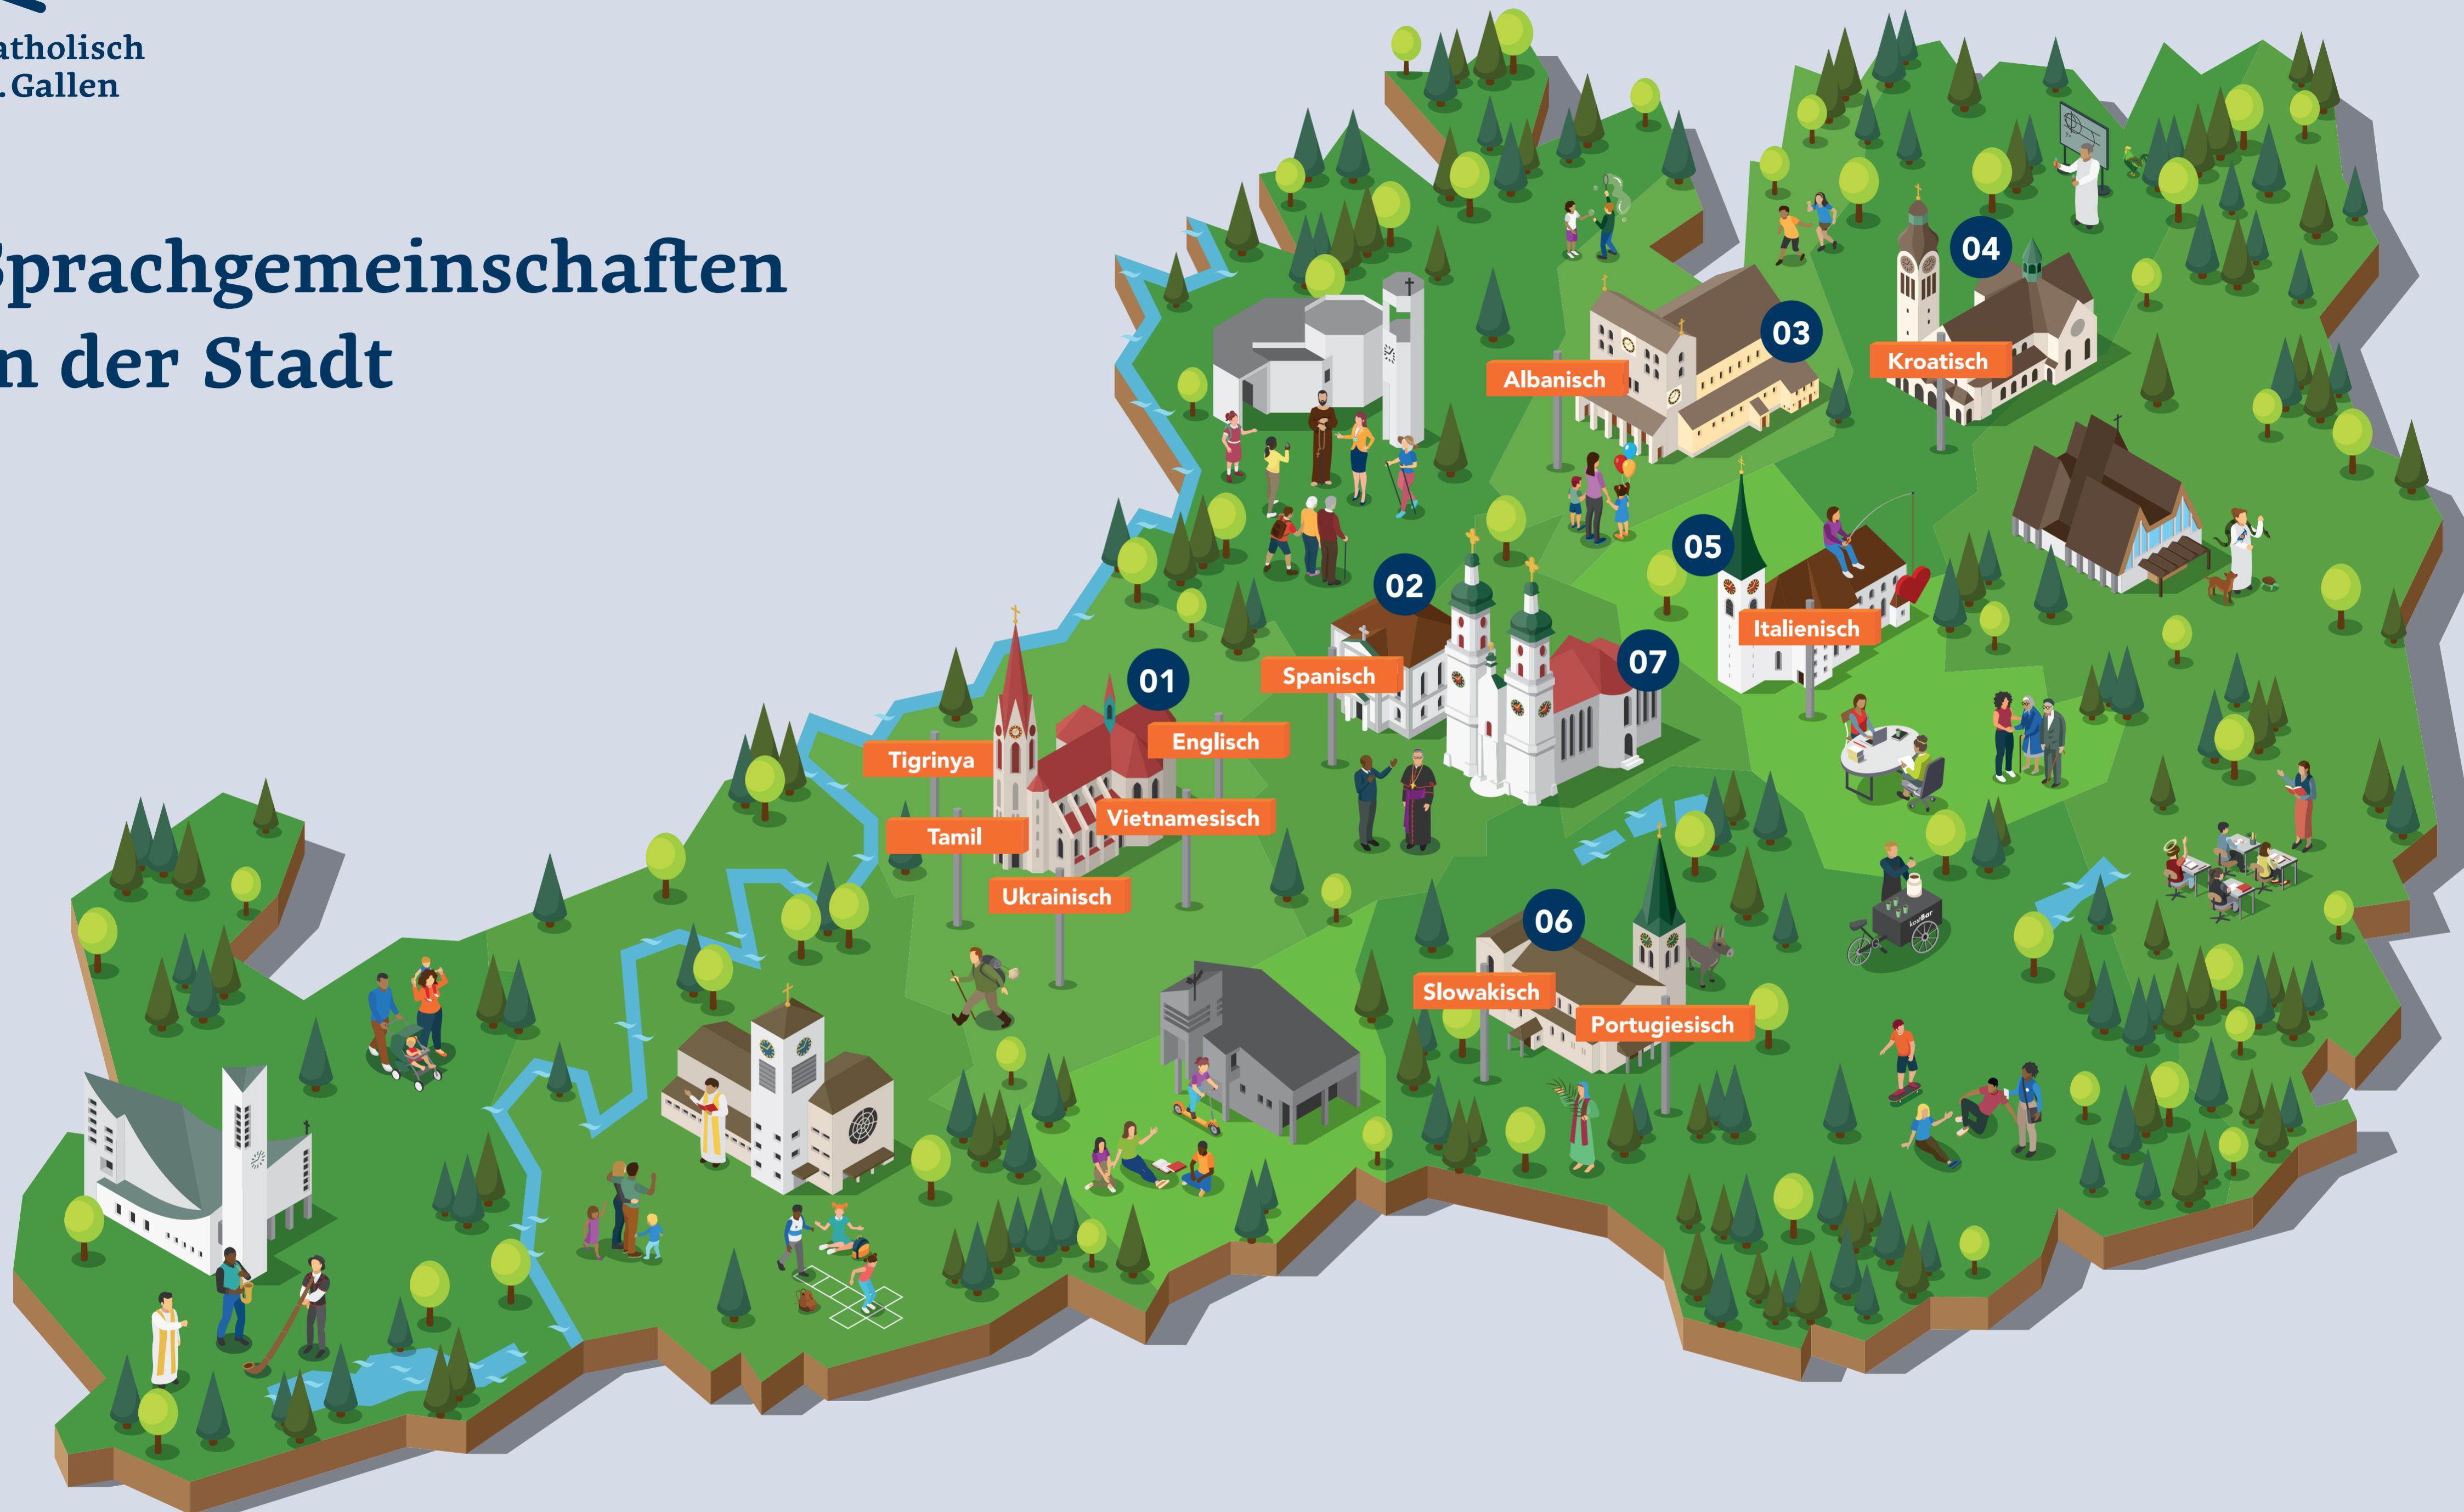 atholisch
.Gallen
Sprachgemeinschaften
n der Stadt
04
03
Kroatisch
Albanisch
05
02
Italienisch
07
Spanisch
01
Englisch
Tigrinya
Vietnamesisch
Tamil
Ukrainisch
06
Slowakisch
Portugiesisch